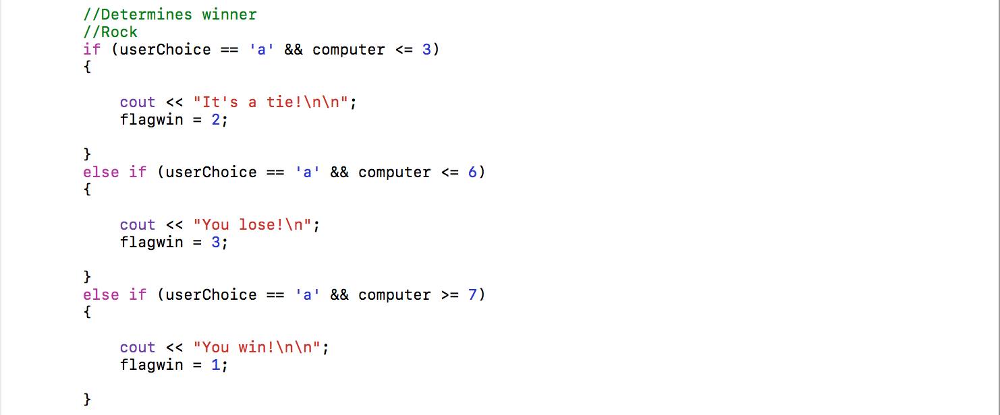 //Determines winner
//Rock
if (userChoice == 'a' && computer <= 3)
{
cout << "It's a tie!\n\n";
flagwin = 2;
}
else if (userChoice == 'a' && computer <= 6)
{
cout << "You lose!\n";
flagwin = 3;
}
else if (userChoice == 'a' && computer >= 7)
{
cout << "You win!\n\n";
flagwin = 1;
}